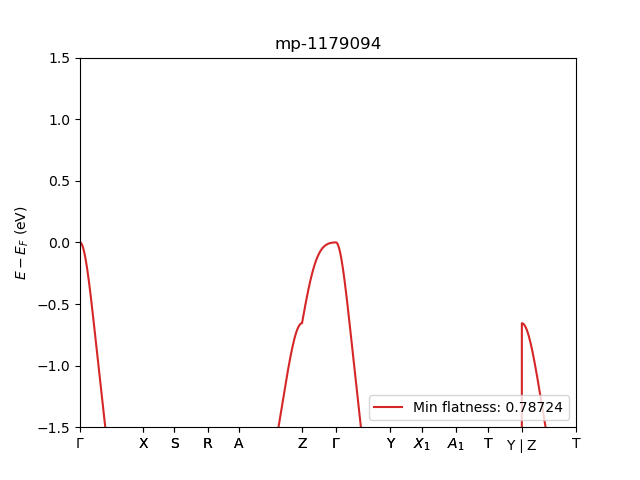 mp-1179094
E − E_F (eV)
1.5
1.0
0.5
0.0
−0.5
−1.0
−1.5
Min flatness: 0.78724
Γ X S R A Z Γ Y X₁ A₁ T Y | Z T